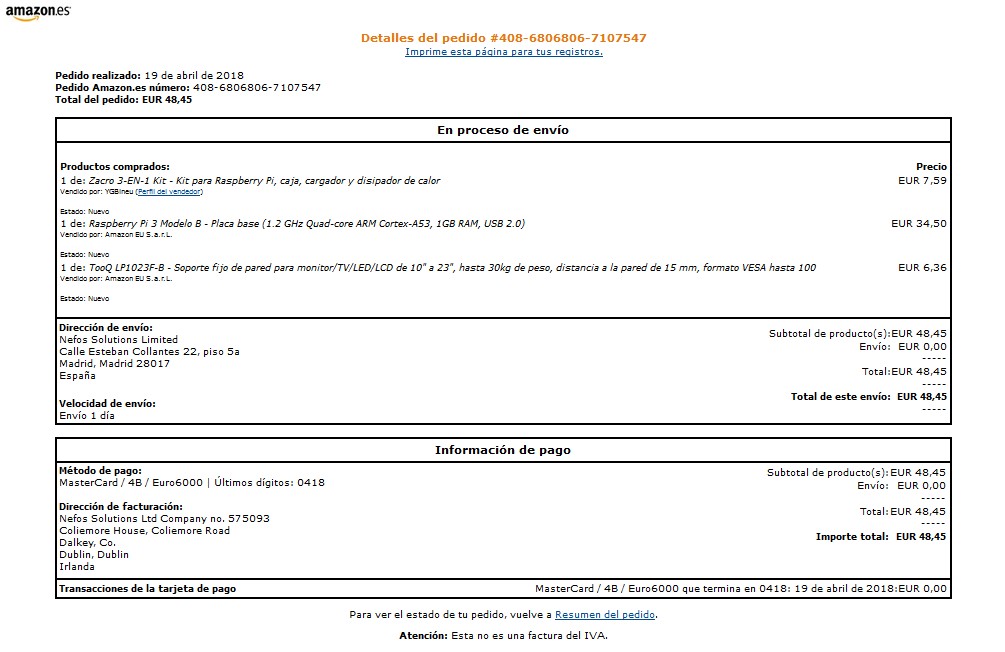 amazon.es
Detalles del pedido #408-6806806-7107547
Imprime esta página para tus registros.
Pedido realizado: 19 de abril de 2018
Pedido Amazon.es número: 408-6806806-7107547
Total del pedido: EUR 48,45
En proceso de envío
Productos comprados: Precio
1 de: Zacro 3-EN-1 Kit - Kit para Raspberry Pi, caja, cargador y disipador de calor EUR 7,59
Vendido por: YGBIneu (Perfil del vendedor)
Estado: Nuevo
1 de: Raspberry Pi 3 Modelo B - Placa base (1.2 GHz Quad-core ARM Cortex-A53, 1GB RAM, USB 2.0) EUR 34,50
Vendido por: Amazon EU S.a.r.L.
Estado: Nuevo
1 de: TooQ LP1023F-B - Soporte fijo de pared para monitor/TV/LED/LCD de 10" a 23", hasta 30kg de peso, distancia a la pared de 15 mm, formato VESA hasta 100 EUR 6,36
Vendido por: Amazon EU S.a.r.L.
Estado: Nuevo
Dirección de envío:
Nefos Solutions Limited
Calle Esteban Collantes 22, piso 5a
Madrid, Madrid 28017
España
Velocidad de envío:
Envío 1 día
Subtotal de producto(s): EUR 48,45
Envío: EUR 0,00
-----
Total: EUR 48,45
-----
Total de este envío: EUR 48,45
-----
Información de pago
Método de pago:
MasterCard / 4B / Euro6000 | Últimos dígitos: 0418
Dirección de facturación:
Nefos Solutions Ltd Company no. 575093
Coliemore House, Coliemore Road
Dalkey, Co.
Dublin, Dublin
Irlanda
Subtotal de producto(s): EUR 48,45
Envío: EUR 0,00
-----
Total: EUR 48,45
-----
Importe total: EUR 48,45
Transacciones de la tarjeta de pago MasterCard / 4B / Euro6000 que termina en 0418: 19 de abril de 2018: EUR 0,00
Para ver el estado de tu pedido, vuelve a Resumen del pedido.
Atención: Esta no es una factura del IVA.